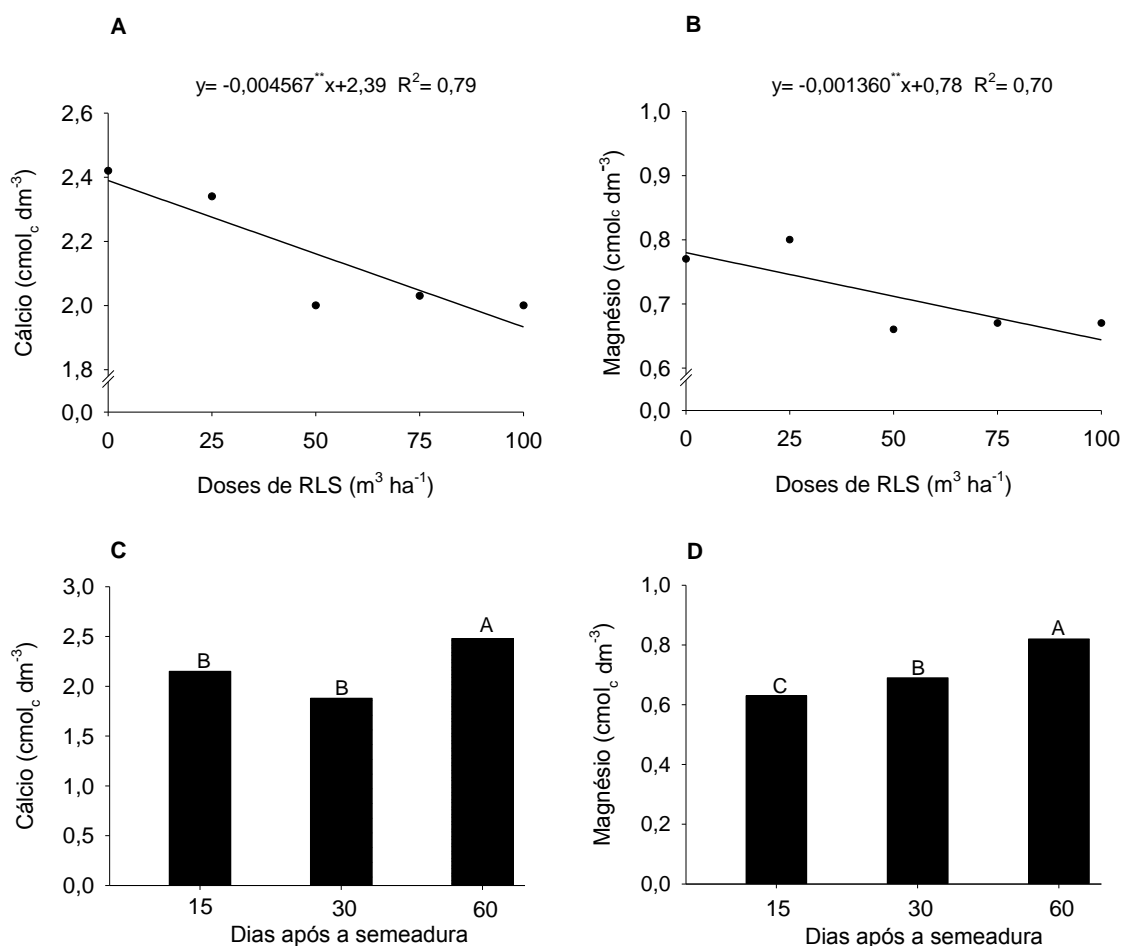 A
y= -0,004567**x+2,39 R²= 0,79
2,6
2,4
2,2
2,0
1,8
0,0
Cálcio (cmol_c dm⁻³)
0 25 50 75 100
Doses de RLS (m³ ha⁻¹)
B
y= -0,001360**x+0,78 R²= 0,70
1,0
0,9
0,8
0,7
0,6
0,0
Magnésio (cmol_c dm⁻³)
0 25 50 75 100
Doses de RLS (m³ ha⁻¹)
C
3,0
2,5
2,0
1,5
1,0
0,5
0,0
Cálcio (cmol_c dm⁻³)
B B A
15 30 60
Dias após a semeadura
D
1,0
0,8
0,6
0,4
0,2
0,0
Magnésio (cmol_c dm⁻³)
C B A
15 30 60
Dias após a semeadura